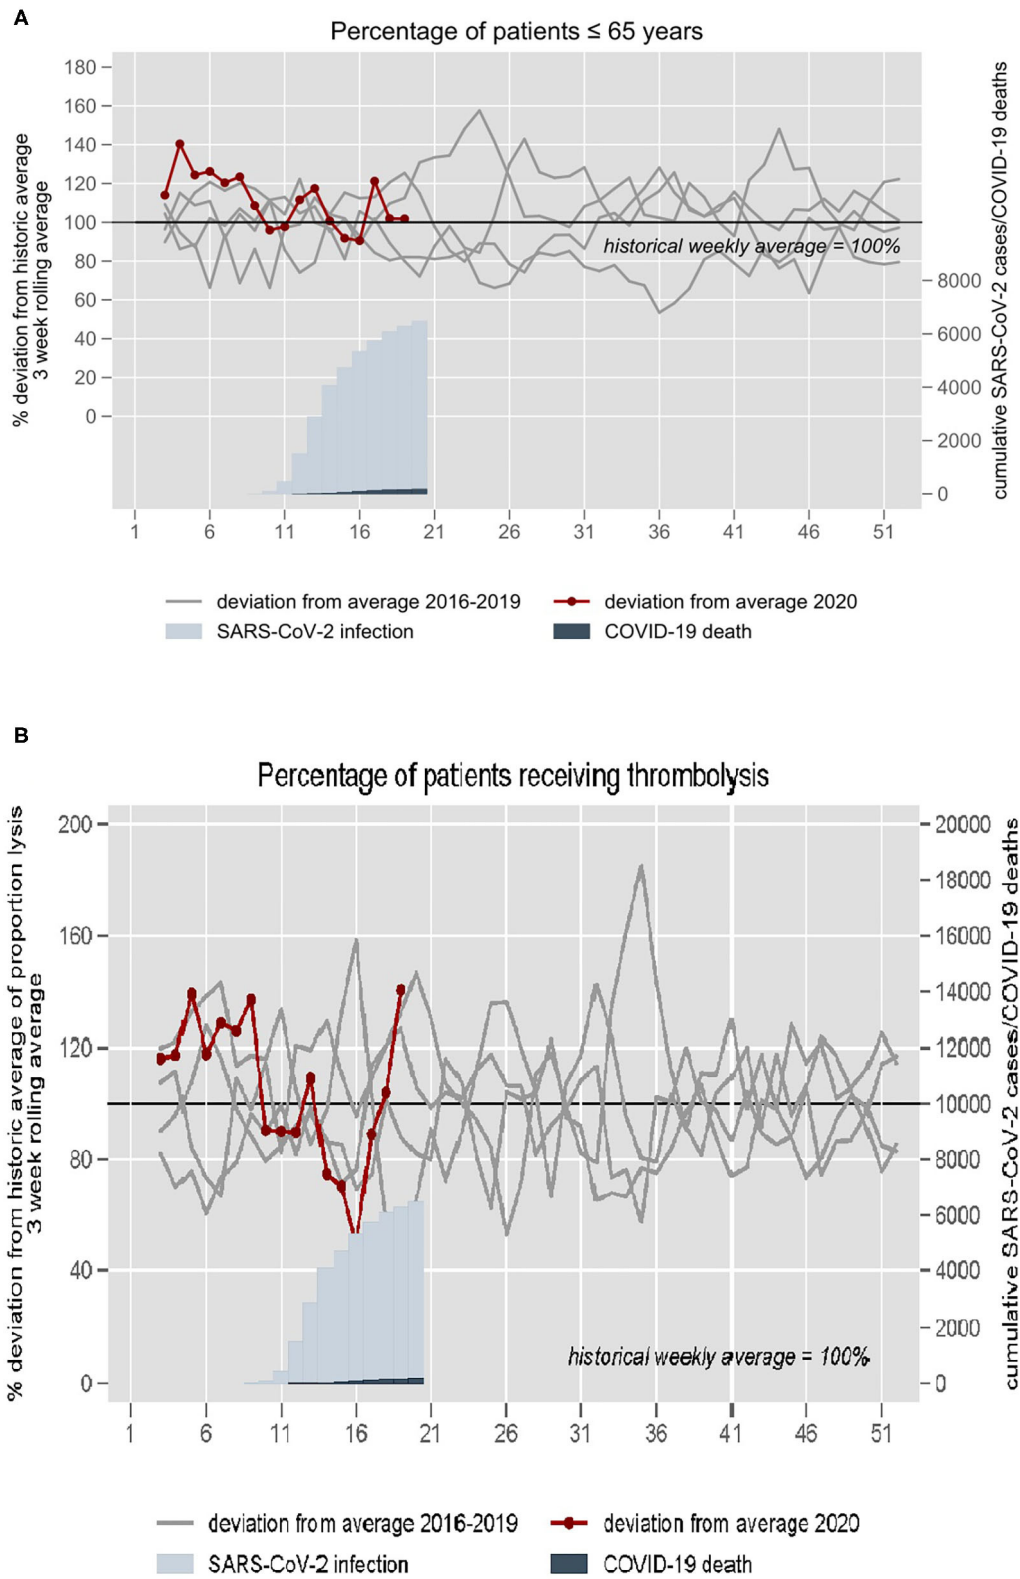 A
Percentage of patients ≤ 65 years
% deviation from historic average
3 week rolling average
180
160
140
120
100
80
60
40
20
0
historical weekly average = 100%
8000
6000
4000
2000
0
cumulative SARS-CoV-2 cases/COVID-19 deaths
1 6 11 16 21 26 31 36 41 46 51
deviation from average 2016-2019 deviation from average 2020
SARS-CoV-2 infection COVID-19 death
B
Percentage of patients receiving thrombolysis
% deviation from historic average of proportion lysis
3 week rolling average
200
160
120
80
40
0
historical weekly average = 100%
20000
18000
16000
14000
12000
10000
8000
6000
4000
2000
0
cumulative SARS-CoV-2 cases/COVID-19 deaths
1 6 11 16 21 26 31 36 41 46 51
deviation from average 2016-2019 deviation from average 2020
SARS-CoV-2 infection COVID-19 death